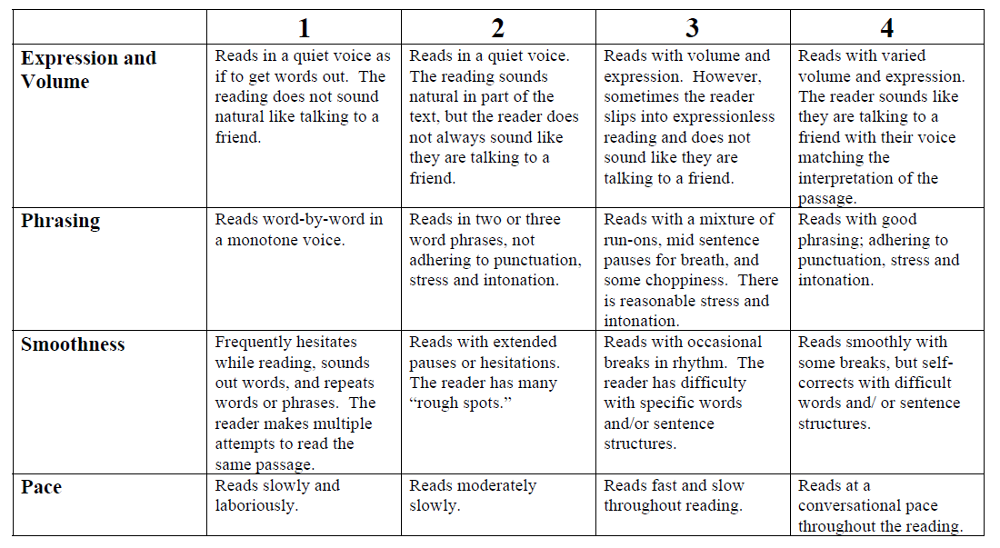 1 2 3 4
Expression and
Volume
Reads in a quiet voice as
if to get words out. The
reading does not sound
natural like talking to a
friend.
Reads in a quiet voice.
The reading sounds
natural in part of the
text, but the reader does
not always sound like
they are talking to a
friend.
Reads with volume and
expression. However,
sometimes the reader
slips into expressionless
reading and does not
sound like they are
talking to a friend.
Reads with varied
volume and expression.
The reader sounds like
they are talking to a
friend with their voice
matching the
interpretation of the
passage.
Phrasing
Reads word-by-word in
a monotone voice.
Reads in two or three
word phrases, not
adhering to punctuation,
stress and intonation.
Reads with a mixture of
run-ons, mid sentence
pauses for breath, and
some choppiness. There
is reasonable stress and
intonation.
Reads with good
phrasing; adhering to
punctuation, stress and
intonation.
Smoothness
Frequently hesitates
while reading, sounds
out words, and repeats
words or phrases. The
reader makes multiple
attempts to read the
same passage.
Reads with extended
pauses or hesitations.
The reader has many
“rough spots.”
Reads with occasional
breaks in rhythm. The
reader has difficulty
with specific words
and/or sentence
structures.
Reads smoothly with
some breaks, but self-
corrects with difficult
words and/ or sentence
structures.
Pace
Reads slowly and
laboriously.
Reads moderately
slowly.
Reads fast and slow
throughout reading.
Reads at a
conversational pace
throughout the reading.